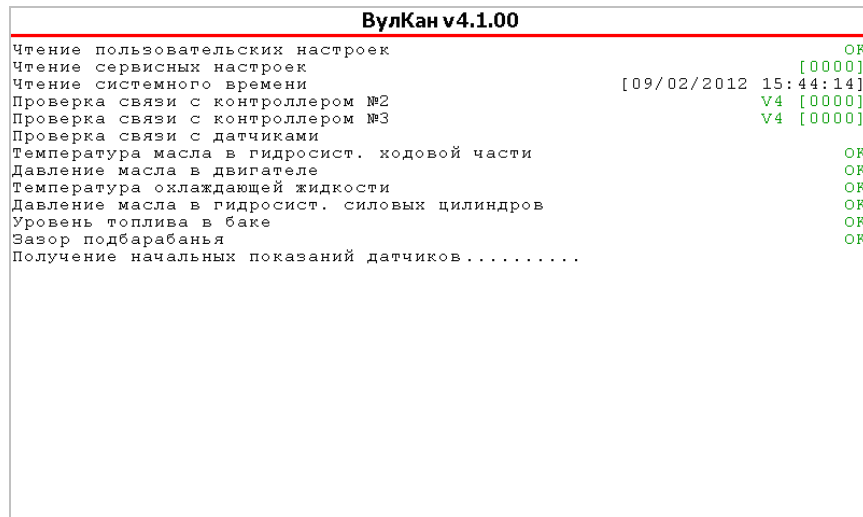 ВулКан v4.1.00
Чтение пользовательских настроек OK
Чтение сервисных настроек [0000]
Чтение системного времени [09/02/2012 15:44:14]
Проверка связи с контроллером №2 V4 [0000]
Проверка связи с контроллером №3 V4 [0000]
Проверка связи с датчиками
Температура масла в гидросист. ходовой части OK
Давление масла в двигателе OK
Температура охлаждающей жидкости OK
Давление масла в гидросист. силовых цилиндров OK
Уровень топлива в баке OK
Зазор подбарабанья OK
Получение начальных показаний датчиков..........